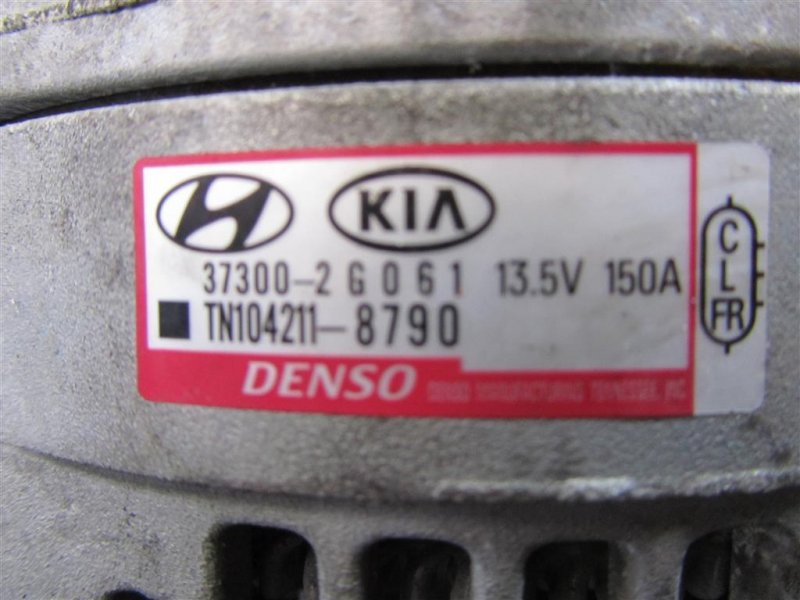 KIA
37300-2G061 13.5V 150A
TN104211-8790
DENSO
C
L
FR